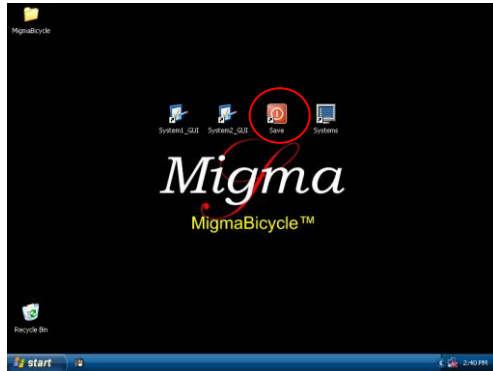 MigmaBicycle
System1_GUI System2_GUI Save Systems
Migma
MigmaBicycle™
Recycle Bin
start 2:40 PM